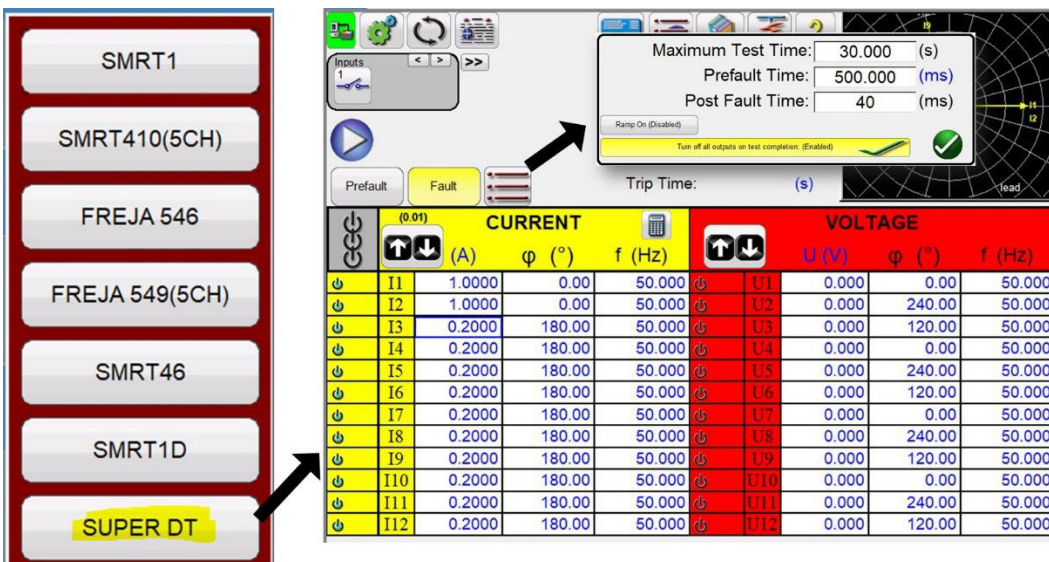 SMRT1
SMRT410(5CH)
FREJA 546
FREJA 549(5CH)
SMRT46
SMRT1D
SUPER DT
Inputs
1
< > >>
I9
Maximum Test Time: 30.000 (s)
Prefault Time: 500.000 (ms)
Post Fault Time: 40 (ms)
Ramp On (Disabled)
Turn off all outputs on test completion: (Enabled)
I1
I2
lead
Prefault Fault
Trip Time: (s)
(0.01) CURRENT VOLTAGE
(A) φ (°) f (Hz) U (V) φ (°) f (Hz)
I1 1.0000 0.00 50.000 U1 0.000 0.00 50.000
I2 1.0000 0.00 50.000 U2 0.000 240.00 50.000
I3 0.2000 180.00 50.000 U3 0.000 120.00 50.000
I4 0.2000 180.00 50.000 U4 0.000 0.00 50.000
I5 0.2000 180.00 50.000 U5 0.000 240.00 50.000
I6 0.2000 180.00 50.000 U6 0.000 120.00 50.000
I7 0.2000 180.00 50.000 U7 0.000 0.00 50.000
I8 0.2000 180.00 50.000 U8 0.000 240.00 50.000
I9 0.2000 180.00 50.000 U9 0.000 120.00 50.000
I10 0.2000 180.00 50.000 U10 0.000 0.00 50.000
I11 0.2000 180.00 50.000 U11 0.000 240.00 50.000
I12 0.2000 180.00 50.000 U12 0.000 120.00 50.000